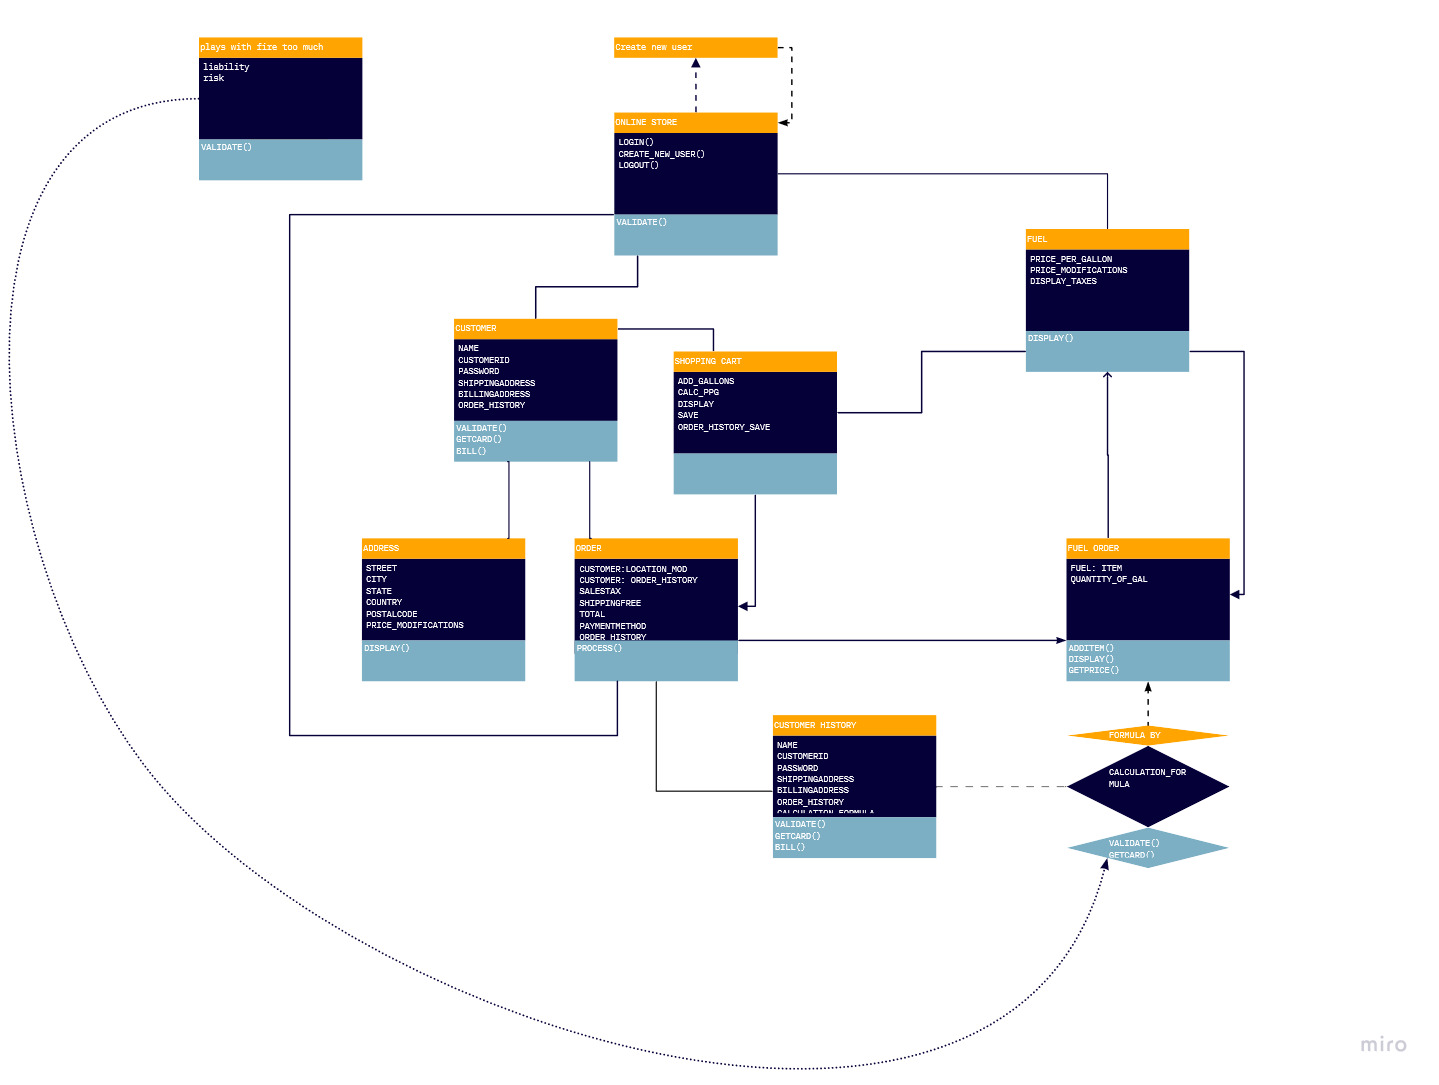 plays with fire too much
liability
risk
VALIDATE()
Create new user
ONLINE STORE
LOGIN()
CREATE_NEW_USER()
LOGOUT()
VALIDATE()
FUEL
PRICE_PER_GALLON
PRICE_MODIFICATIONS
DISPLAY_TAXES
DISPLAY()
CUSTOMER
NAME
CUSTOMERID
PASSWORD
SHIPPINGADDRESS
BILLINGADDRESS
ORDER_HISTORY
VALIDATE()
GETCARD()
BILL()
SHOPPING CART
ADD_GALLONS
CALC_PPG
DISPLAY
SAVE
ORDER_HISTORY_SAVE
ADDRESS
STREET
CITY
STATE
COUNTRY
POSTALCODE
PRICE_MODIFICATIONS
DISPLAY()
ORDER
CUSTOMER:LOCATION_MOD
CUSTOMER: ORDER_HISTORY
SALESTAX
SHIPPINGFREE
TOTAL
PAYMENTMETHOD
ORDER_HISTORY
PROCESS()
FUEL ORDER
FUEL: ITEM
QUANTITY_OF_GAL
ADDITEM()
DISPLAY()
GETPRICE()
CUSTOMER HISTORY
NAME
CUSTOMERID
PASSWORD
SHIPPINGADDRESS
BILLINGADDRESS
ORDER_HISTORY
CALCULATION_FORMULA
VALIDATE()
GETCARD()
BILL()
FORMULA BY
CALCULATION_FOR
MULA
VALIDATE()
GETCARD()
miro